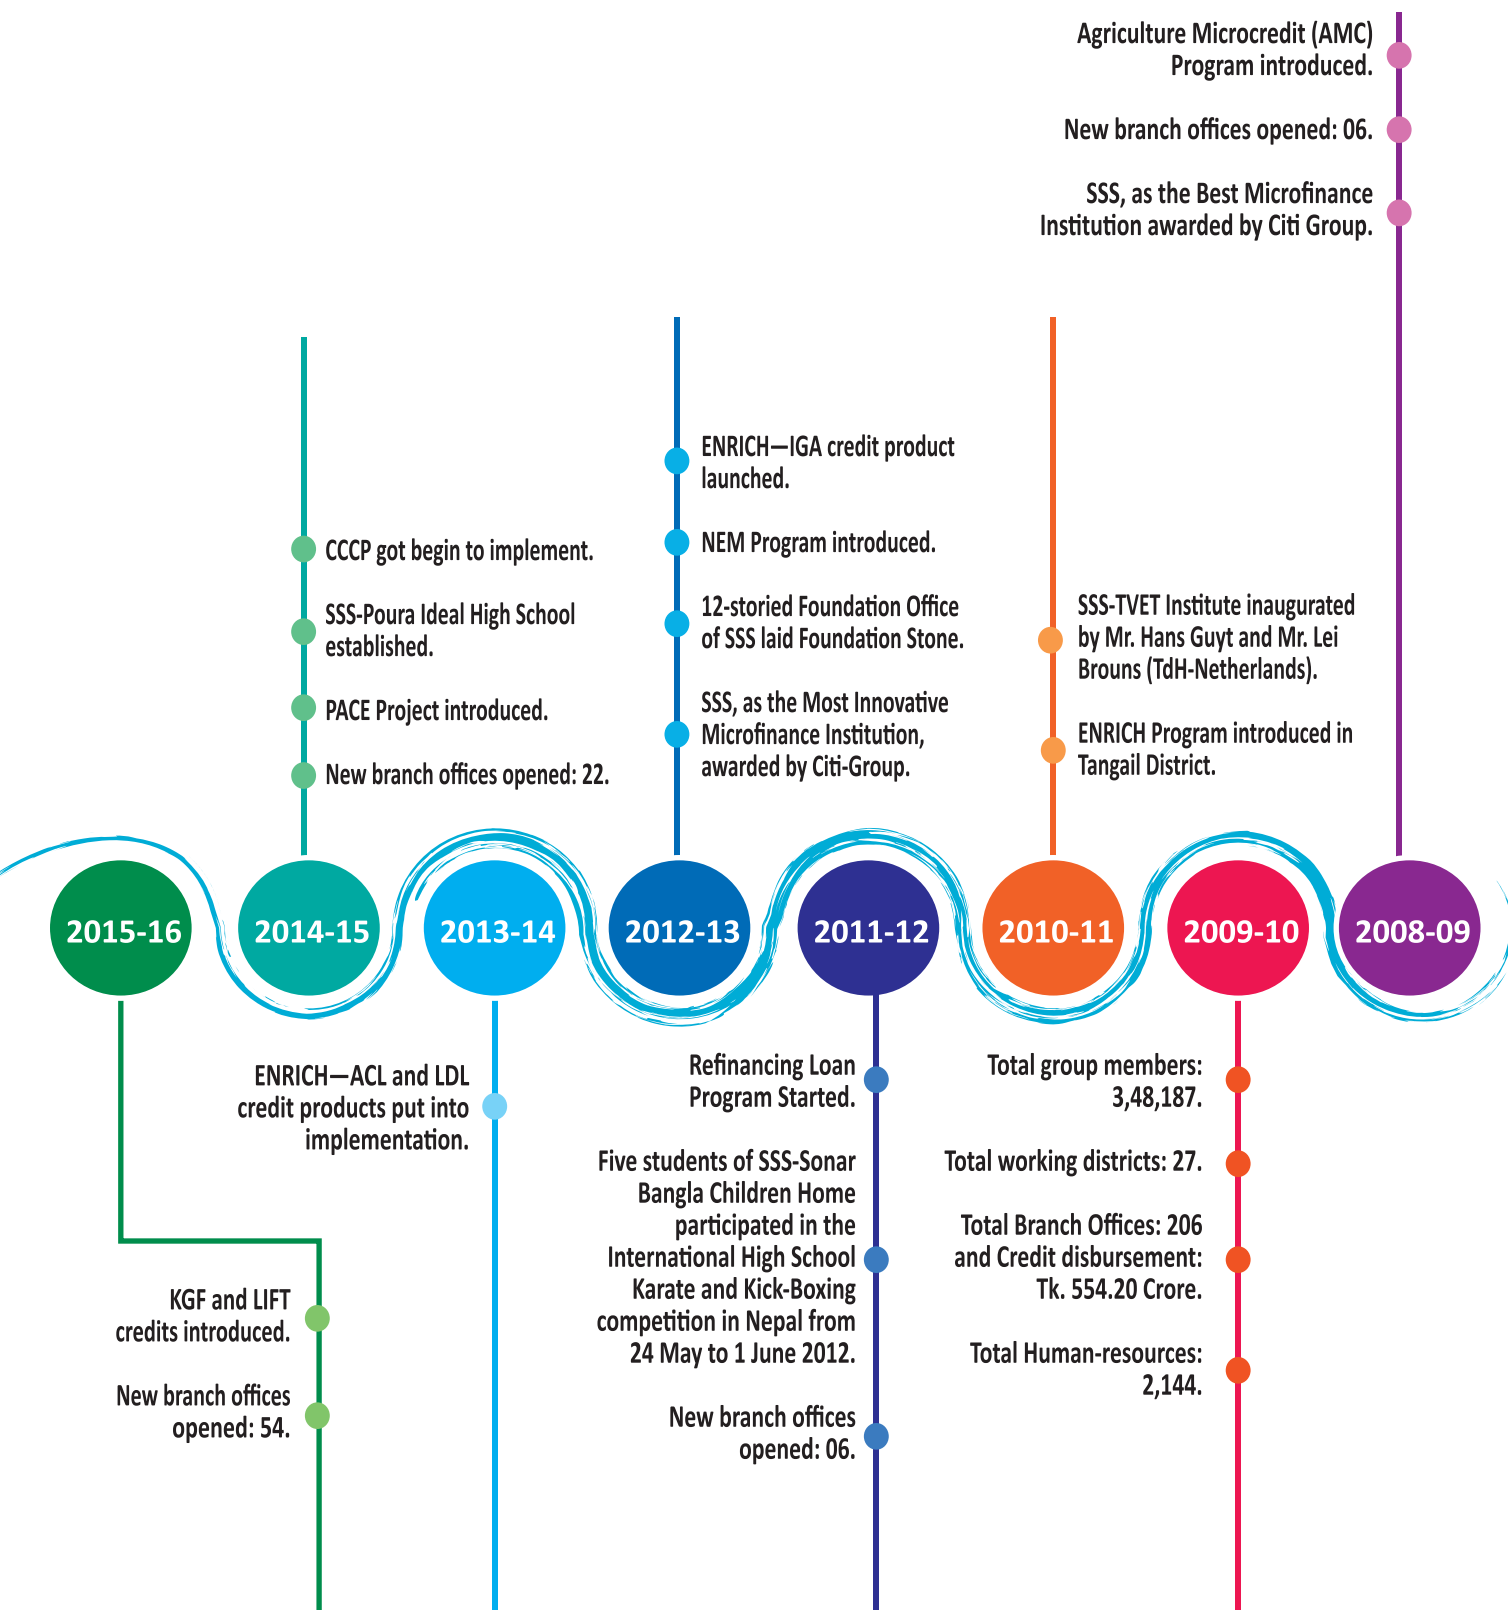 Agriculture Microcredit (AMC)
Program introduced.
New branch offices opened: 06.
SSS, as the Best Microfinance
Institution awarded by Citi Group.
ENRICH—IGA credit product
launched.
NEM Program introduced.
12-storied Foundation Office
of SSS laid Foundation Stone.
SSS, as the Most Innovative
Microfinance Institution,
awarded by Citi-Group.
CCCP got begin to implement.
SSS-Poura Ideal High School
established.
PACE Project introduced.
New branch offices opened: 22.
SSS-TVET Institute inaugurated
by Mr. Hans Guyt and Mr. Lei
Brouns (TdH-Netherlands).
ENRICH Program introduced in
Tangail District.
2015-16
2014-15
2013-14
2012-13
2011-12
2010-11
2009-10
2008-09
ENRICH—ACL and LDL
credit products put into
implementation.
KGF and LIFT
credits introduced.
New branch offices
opened: 54.
Refinancing Loan
Program Started.
Five students of SSS-Sonar
Bangla Children Home
participated in the
International High School
Karate and Kick-Boxing
competition in Nepal from
24 May to 1 June 2012.
New branch offices
opened: 06.
Total group members:
3,48,187.
Total working districts: 27.
Total Branch Offices: 206
and Credit disbursement:
Tk. 554.20 Crore.
Total Human-resources:
2,144.